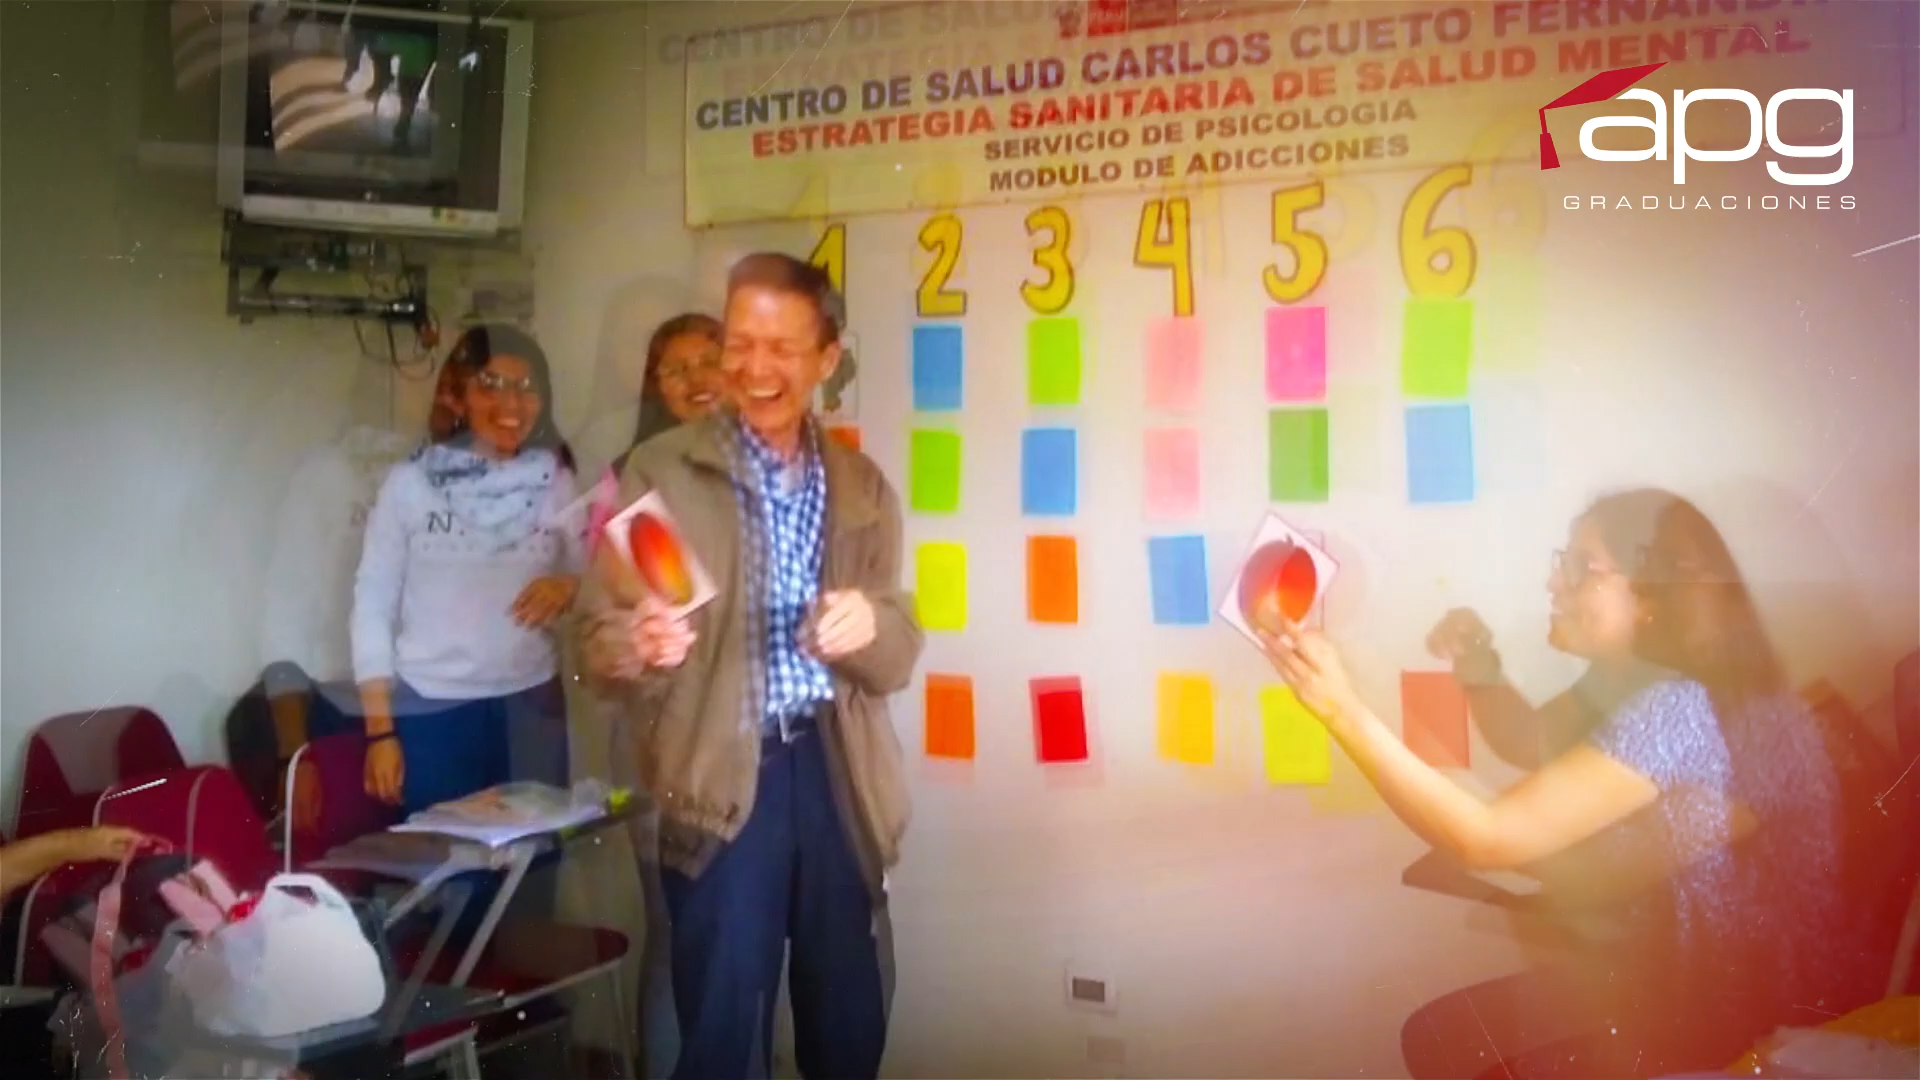 CENTRO DE SALUD CARLOS CUETO FERNANDI
ESTRATEGIA SANITARIA DE SALUD MENTAL
SERVICIO DE PSICOLOGIA
MODULO DE ADICCIONES
apg
GRADUACIONES
1 2 3 4 5 6
N